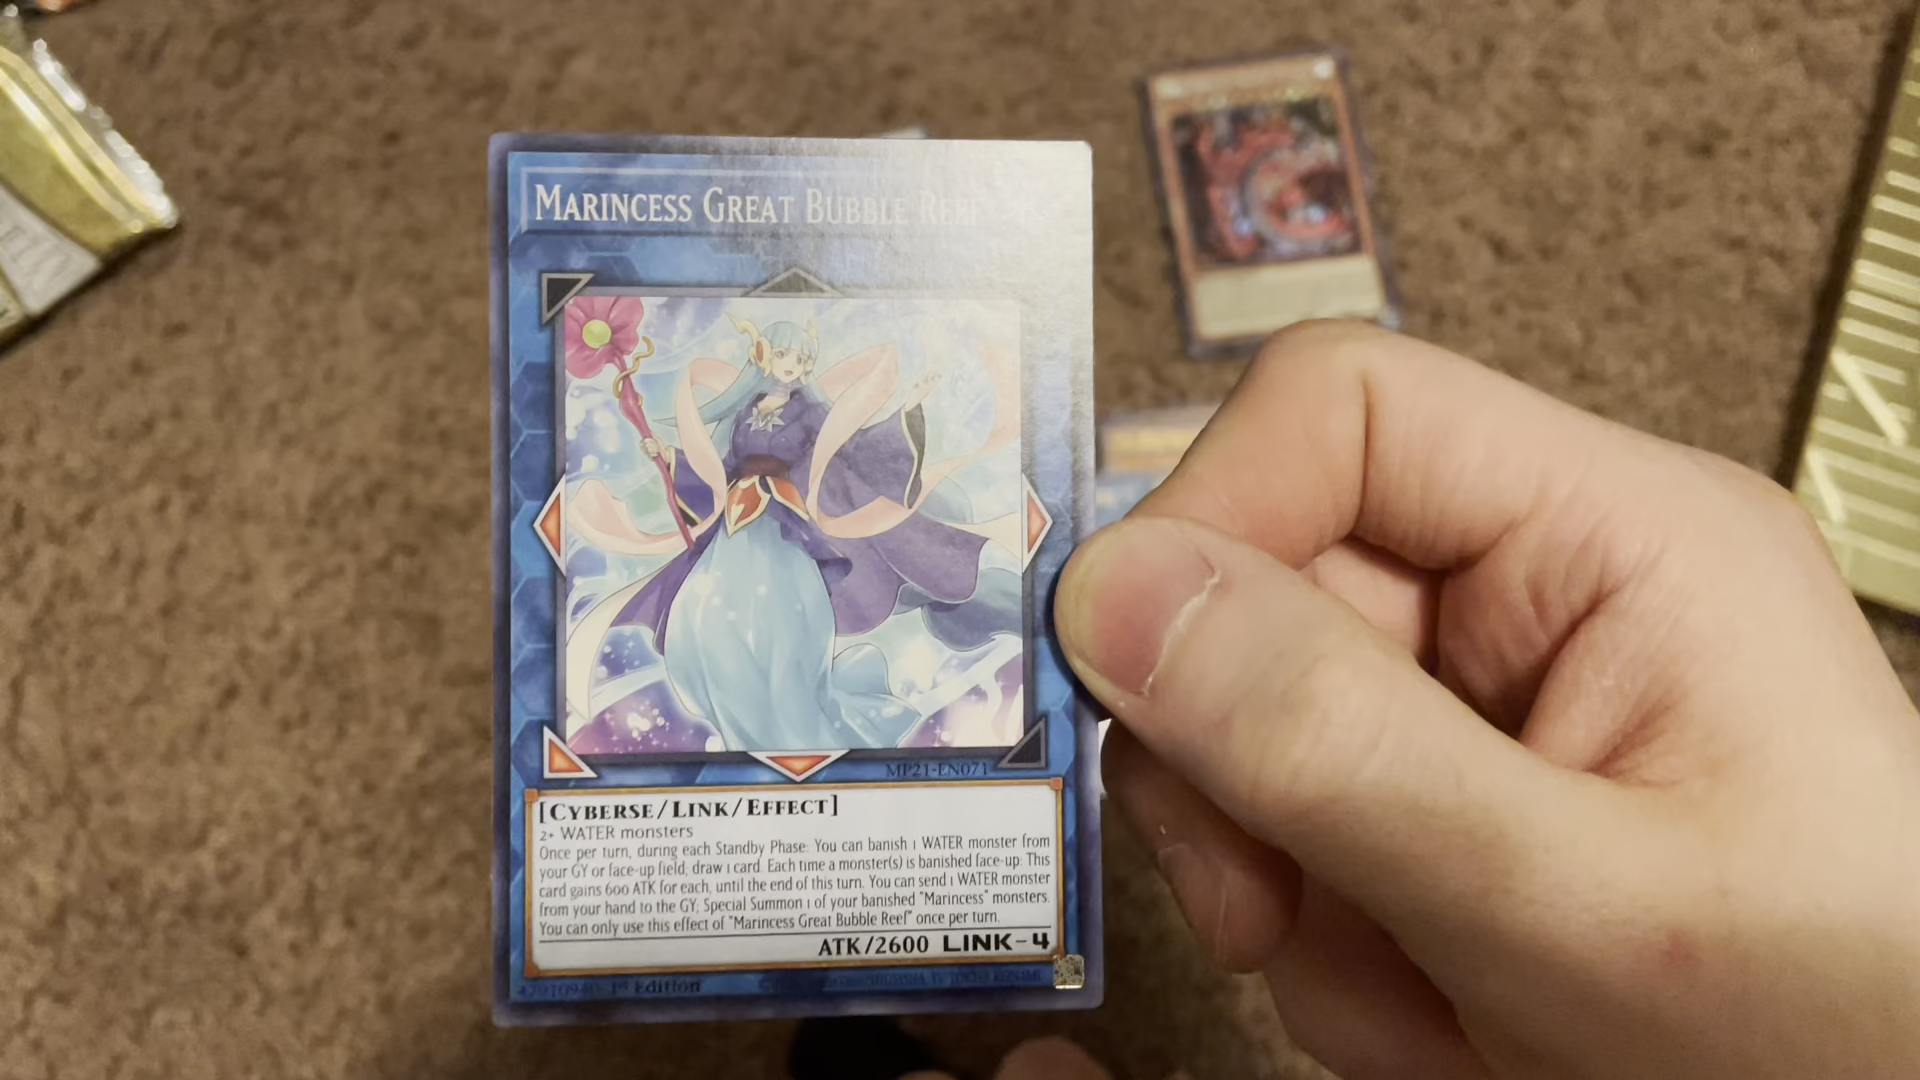 MARINCESS GREAT BUBBLE REEF
MP21-EN071
[CYBERSE/LINK/EFFECT]
2+ WATER monsters
Once per turn, during each Standby Phase: You can banish 1 WATER monster from
your GY or face-up field; draw 1 card. Each time a monster(s) is banished face-up: This
card gains 600 ATK for each, until the end of this turn. You can send 1 WATER monster
from your hand to the GY; Special Summon 1 of your banished "Marincess" monsters.
You can only use this effect of "Marincess Great Bubble Reef" once per turn.
ATK/2600 LINK-4
47910940 1st Edition